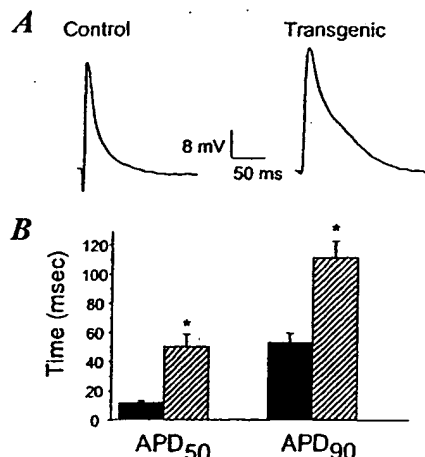 A
Control
Transgenic
8 mV
50 ms
B
Time (msec)
120
100
80
60
40
20
0
*
*
APD50
APD90